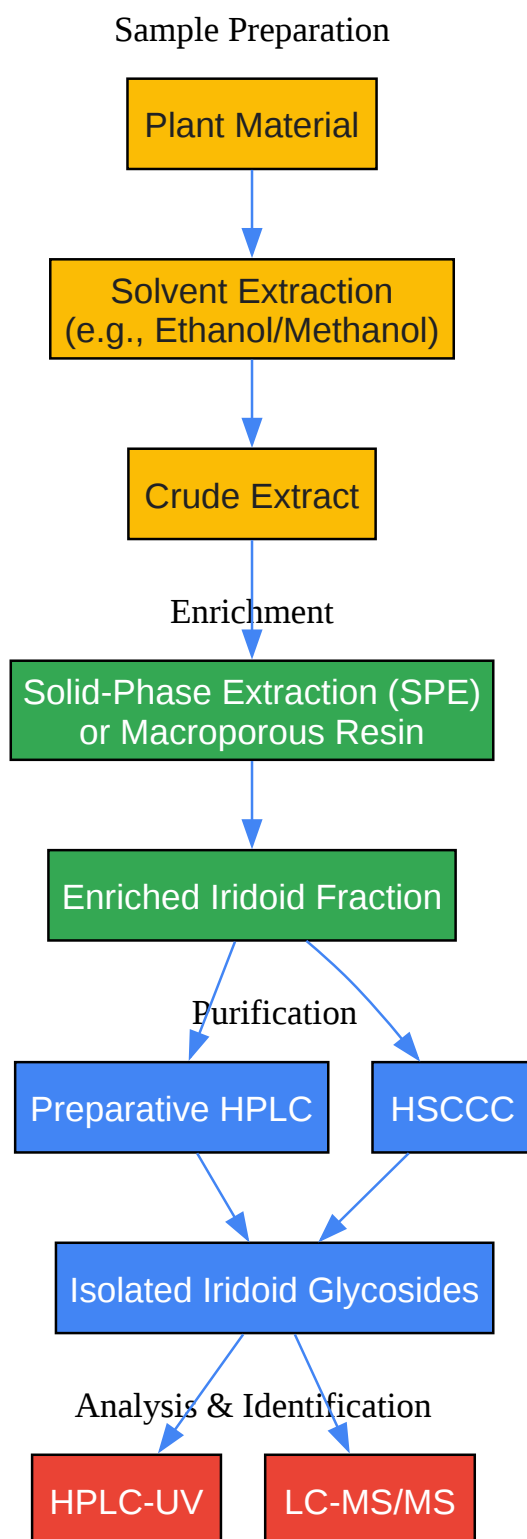 Sample Preparation
Plant Material
Solvent Extraction
(e.g., Ethanol/Methanol)
Crude Extract
Enrichment
Solid-Phase Extraction (SPE)
or Macroporous Resin
Enriched Iridoid Fraction
Purification
Preparative HPLC
HSCCC
Isolated Iridoid Glycosides
Analysis & Identification
HPLC-UV
LC-MS/MS